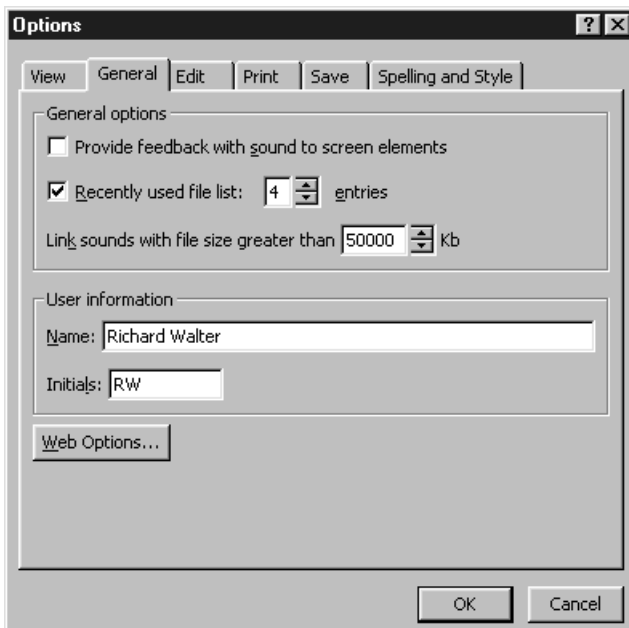 Options
View General Edit Print Save Spelling and Style
General options
Provide feedback with sound to screen elements
Recently used file list: 4 entries
Link sounds with file size greater than 50000 Kb
User information
Name: Richard Walter
Initials: RW
Web Options...
OK Cancel